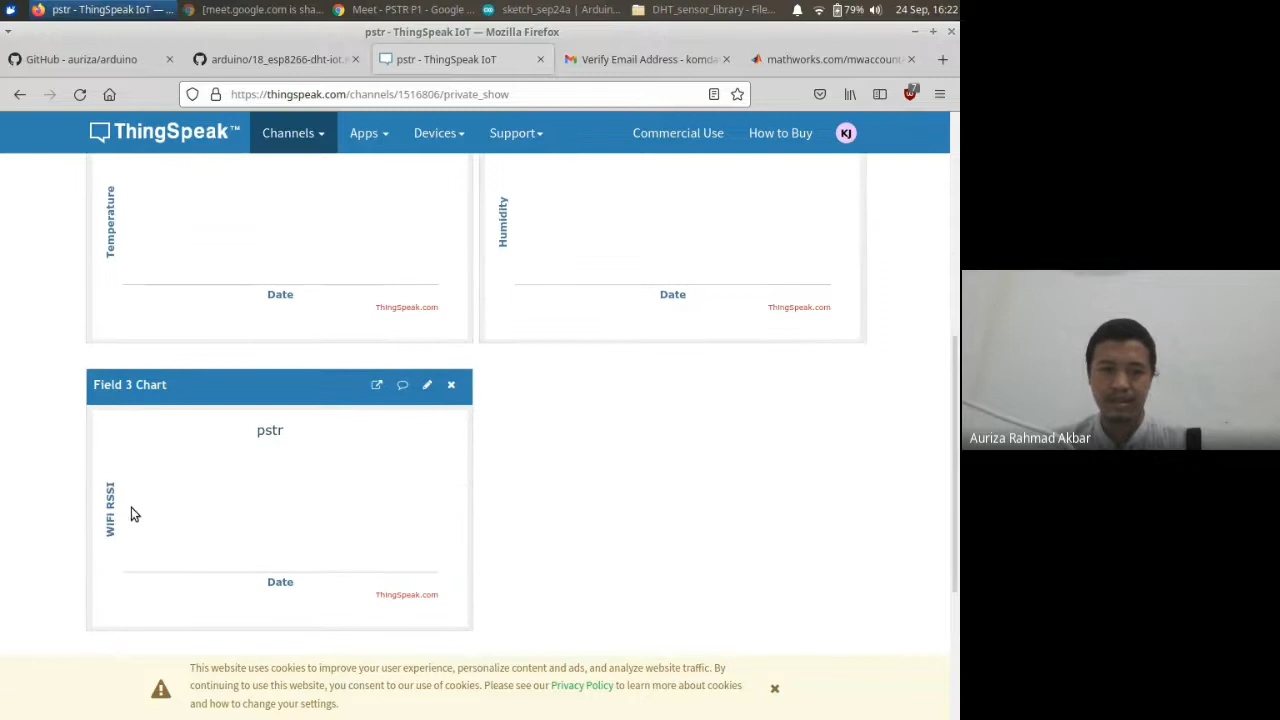 pstr - ThingSpeak IoT — ...
[meet.google.com is shar
Meet - PSTR P1 - Google ...
sketch_sep24a | Arduin...
DHT_sensor_library - File...
79%
24 Sep, 16:22
pstr - ThingSpeak IoT — Mozilla Firefox
GitHub - auriza/arduino
arduino/18_esp8266-dht-iot.
pstr - ThingSpeak IoT
Verify Email Address - komda
mathworks.com/mwaccount
https://thingspeak.com/channels/1516806/private_show
7
ThingSpeak™
Channels
Apps
Devices
Support
Commercial Use
How to Buy
KJ
Temperature
Date
ThingSpeak.com
Humidity
Date
ThingSpeak.com
Field 3 Chart
pstr
WiFi RSSI
Date
ThingSpeak.com
This website uses cookies to improve your user experience, personalize content and ads, and analyze website traffic. By
continuing to use this website, you consent to our use of cookies. Please see our Privacy Policy to learn more about cookies
and how to change your settings.
Auriza Rahmad Akbar